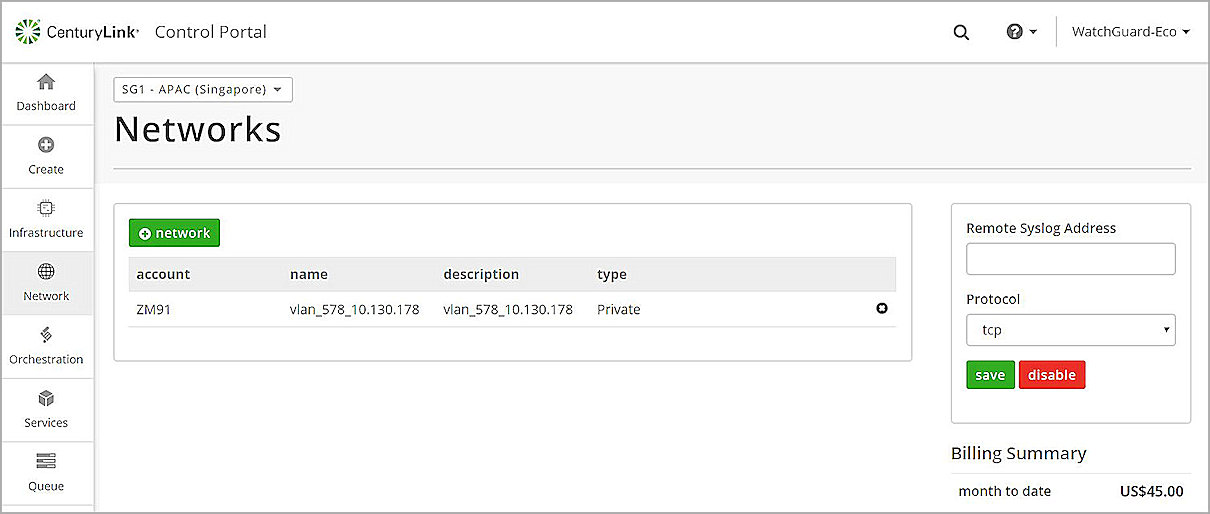 CenturyLink Control Portal
WatchGuard-Eco
Dashboard
Create
Infrastructure
Network
Orchestration
Services
Queue
SG1 - APAC (Singapore)
Networks
network
account name description type
ZM91 vlan_578_10.130.178 vlan_578_10.130.178 Private
Remote Syslog Address
Protocol
tcp
save disable
Billing Summary
month to date US$45.00